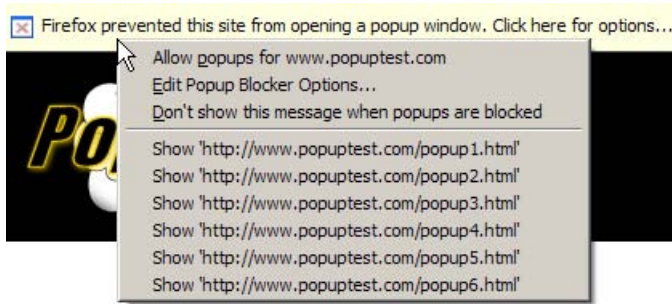 Firefox prevented this site from opening a popup window. Click here for options...
Allow popups for www.popuptest.com
Edit Popup Blocker Options...
Don't show this message when popups are blocked
Show 'http://www.popuptest.com/popup1.html'
Show 'http://www.popuptest.com/popup2.html'
Show 'http://www.popuptest.com/popup3.html'
Show 'http://www.popuptest.com/popup4.html'
Show 'http://www.popuptest.com/popup5.html'
Show 'http://www.popuptest.com/popup6.html'